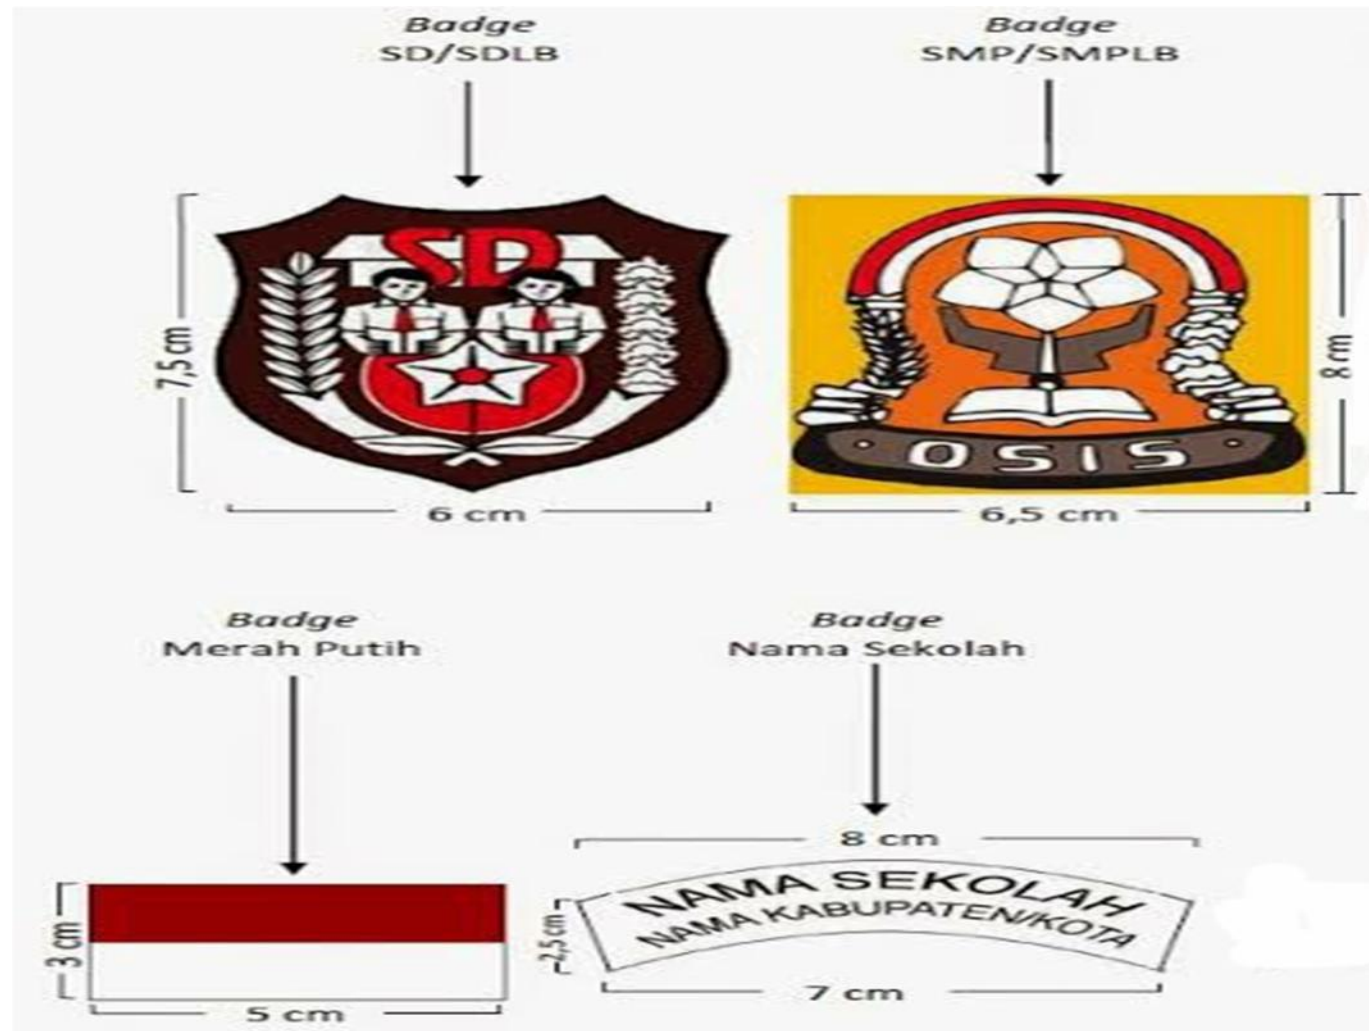 Badge
SD/SDLB
Badge
SMP/SMPLB
7,5 cm
SD
6 cm
OSIS
8 cm
6,5 cm
Badge
Merah Putih
Badge
Nama Sekolah
3 cm
5 cm
8 cm
NAMA SEKOLAH
NAMA KABUPATEN/KOTA
2,5 cm
7 cm